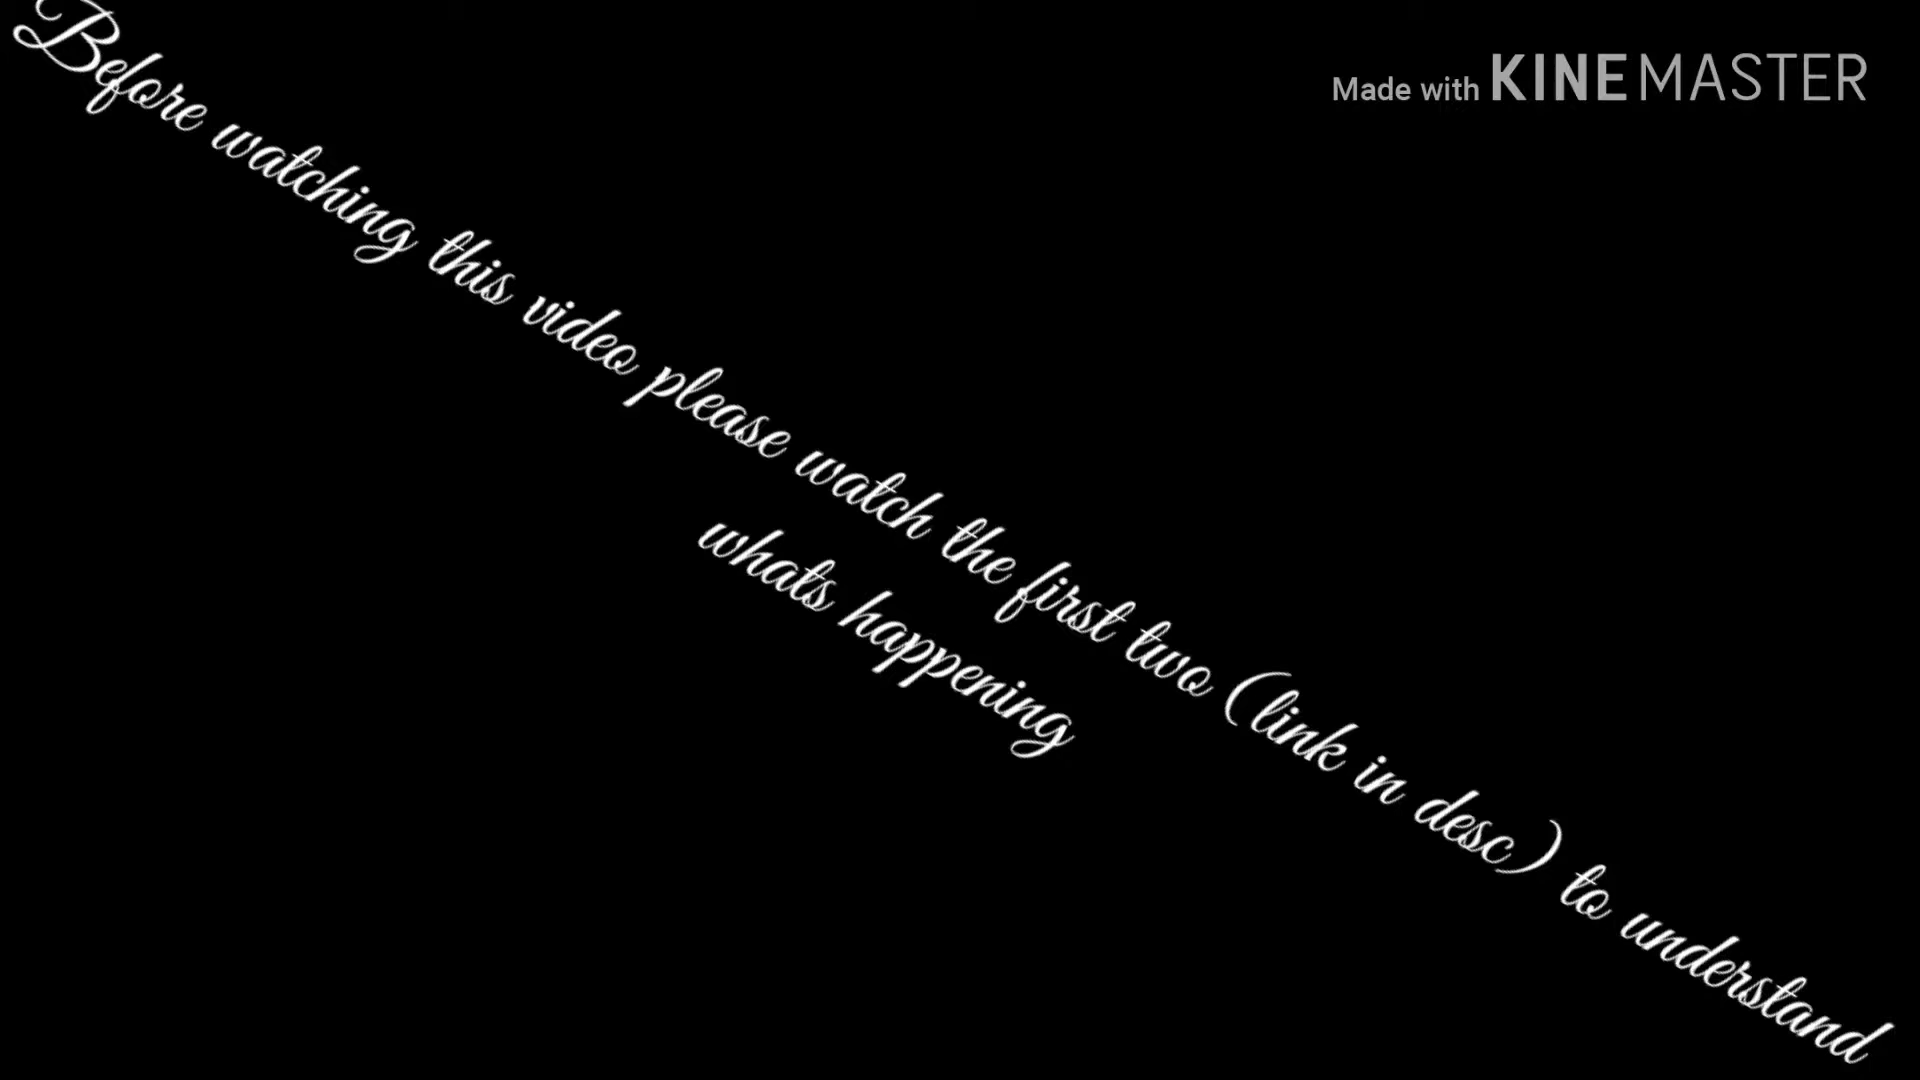 Made with KINEMASTER
Before watching this video please watch the first two (link in desc) to understand
whats happening